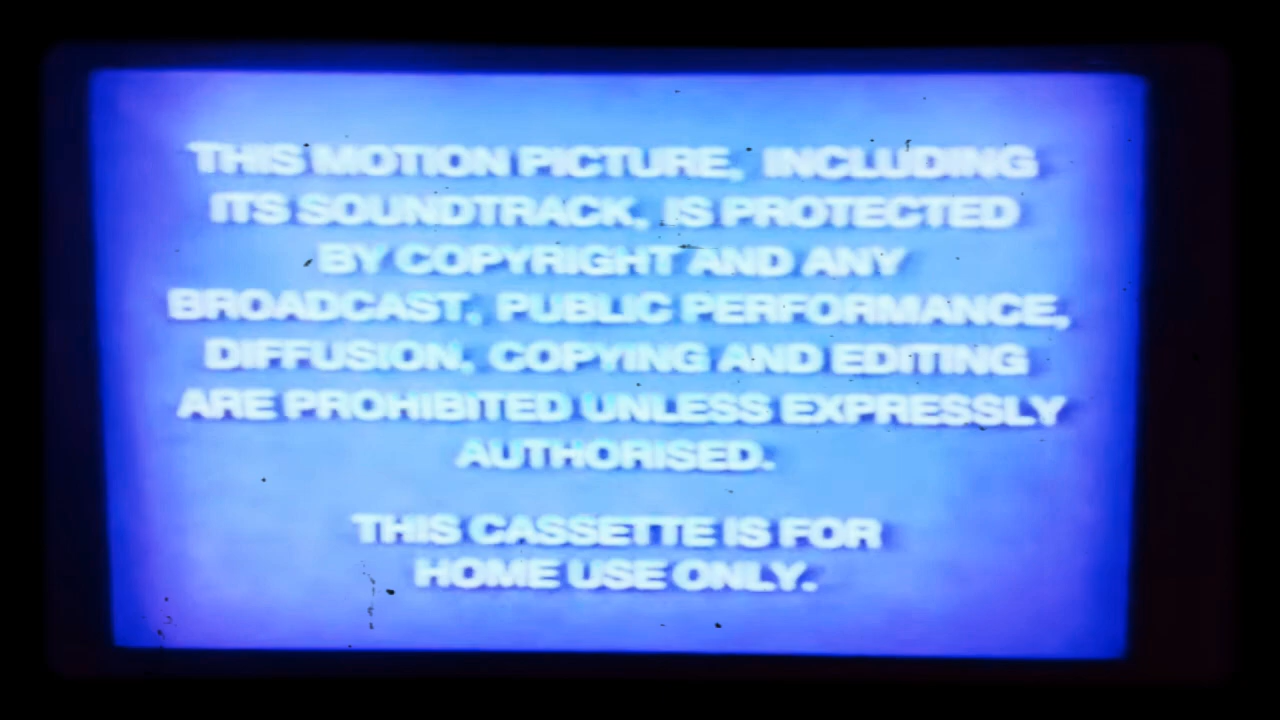 THIS MOTION PICTURE, INCLUDING
ITS SOUNDTRACK, IS PROTECTED
BY COPYRIGHT AND ANY
BROADCAST, PUBLIC PERFORMANCE,
DIFFUSION, COPYING AND EDITING
ARE PROHIBITED UNLESS EXPRESSLY
AUTHORISED.
THIS CASSETTE IS FOR
HOME USE ONLY.